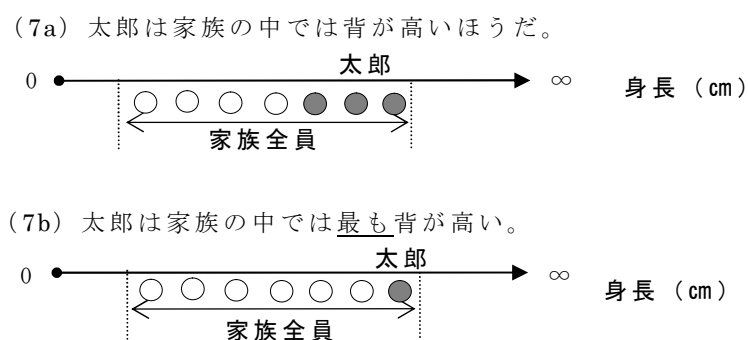 （7a）太郎は家族の中では背が高いほうだ。
太郎
0 ∞ 身長（㎝）
家族全員
（7b）太郎は家族の中では最も背が高い。
太郎
0 ∞ 身長（㎝）
家族全員